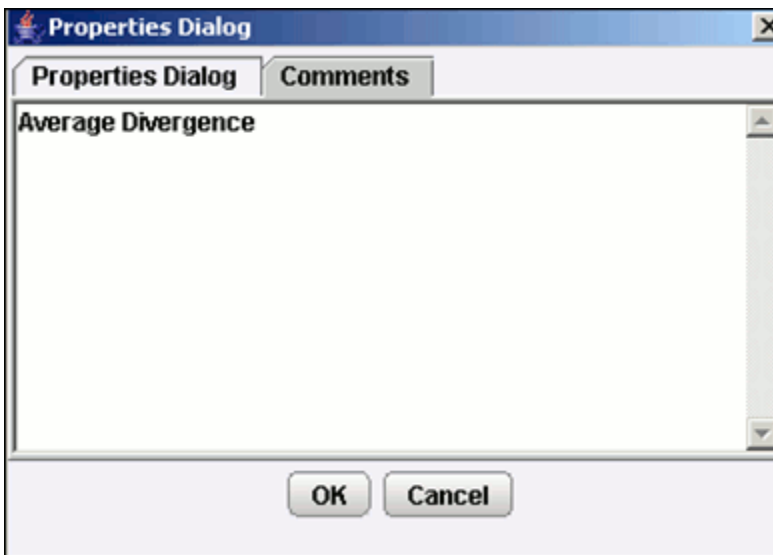 Properties Dialog
Properties Dialog Comments
Average Divergence
OK Cancel